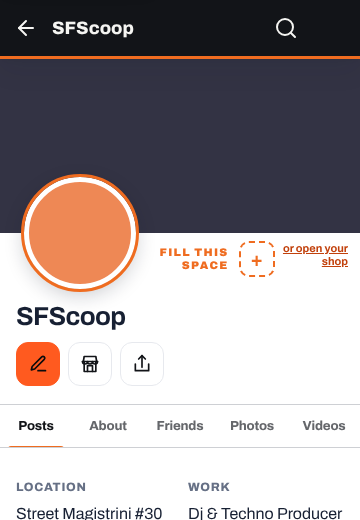 SFScoop
FILL THIS
SPACE
+
or open your
shop
SFScoop
Posts About Friends Photos Videos
LOCATION WORK
Street Magistrini #30 Dj & Techno Producer